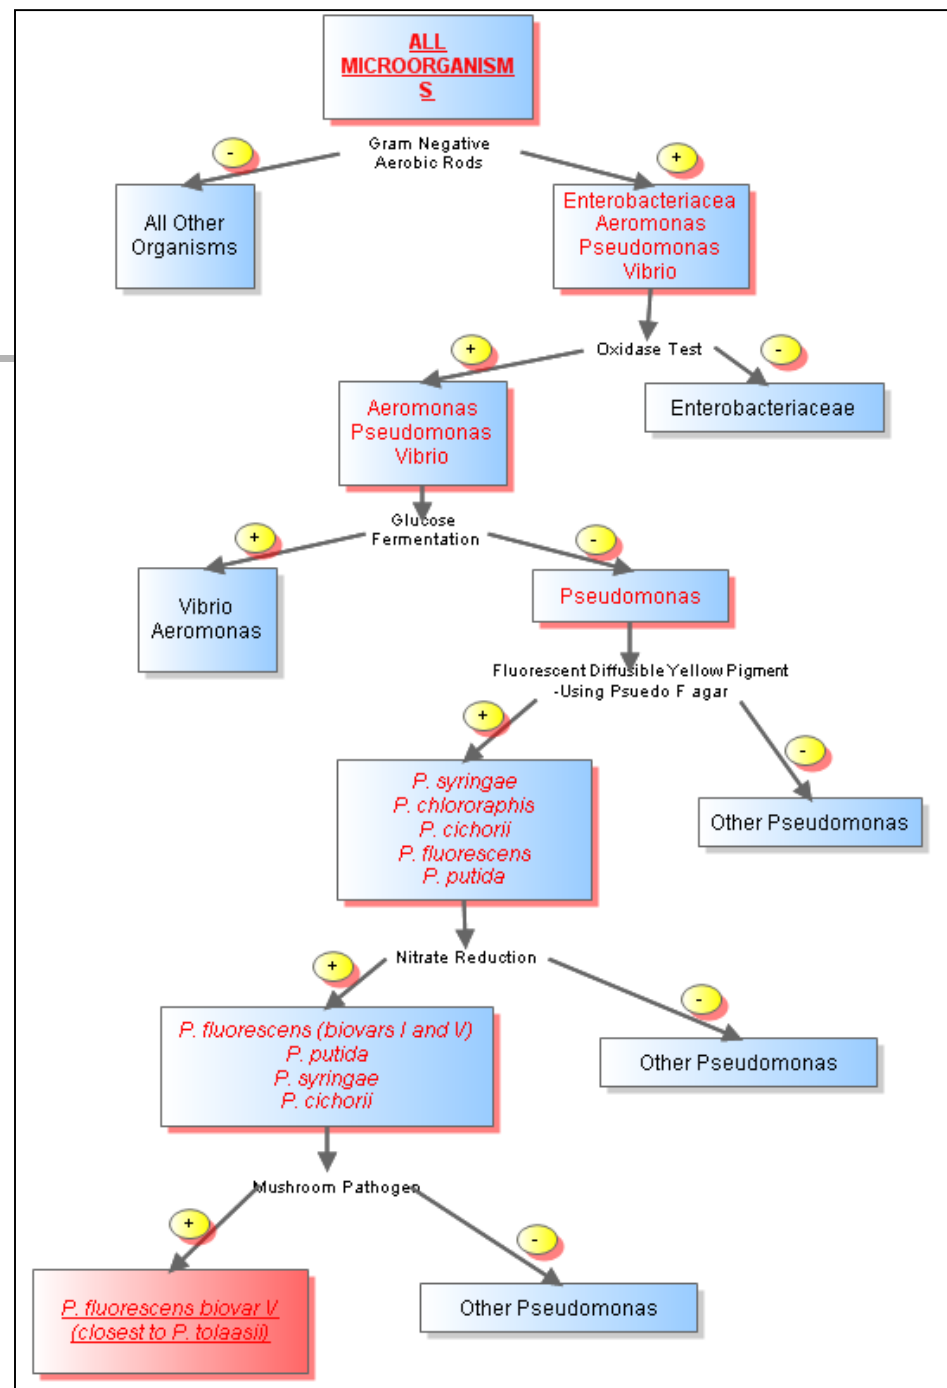 ALL
MICROORGANISM
S
Gram Negative
Aerobic Rods
-
+
All Other
Organisms
Enterobacteriacea
Aeromonas
Pseudomonas
Vibrio
Oxidase Test
+
-
Aeromonas
Pseudomonas
Vibrio
Enterobacteriaceae
Glucose
Fermentation
+
-
Vibrio
Aeromonas
Pseudomonas
Fluorescent Diffusible Yellow Pigment
-Using Psuedo F agar
+
-
P. syringae
P. chlororaphis
P. cichorii
P. fluorescens
P. putida
Other Pseudomonas
Nitrate Reduction
+
-
P. fluorescens (biovars I and V)
P. putida
P. syringae
P. cichorii
Other Pseudomonas
Mushroom Pathogen
+
-
P. fluorescens biovar V
(closest to P. tolaasii)
Other Pseudomonas